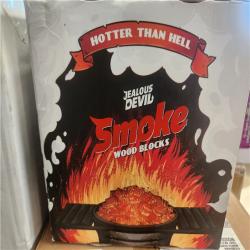 HOTTER THAN HELL
JEALOUS
DEVIL
Smoke
WOOD BLOCKS